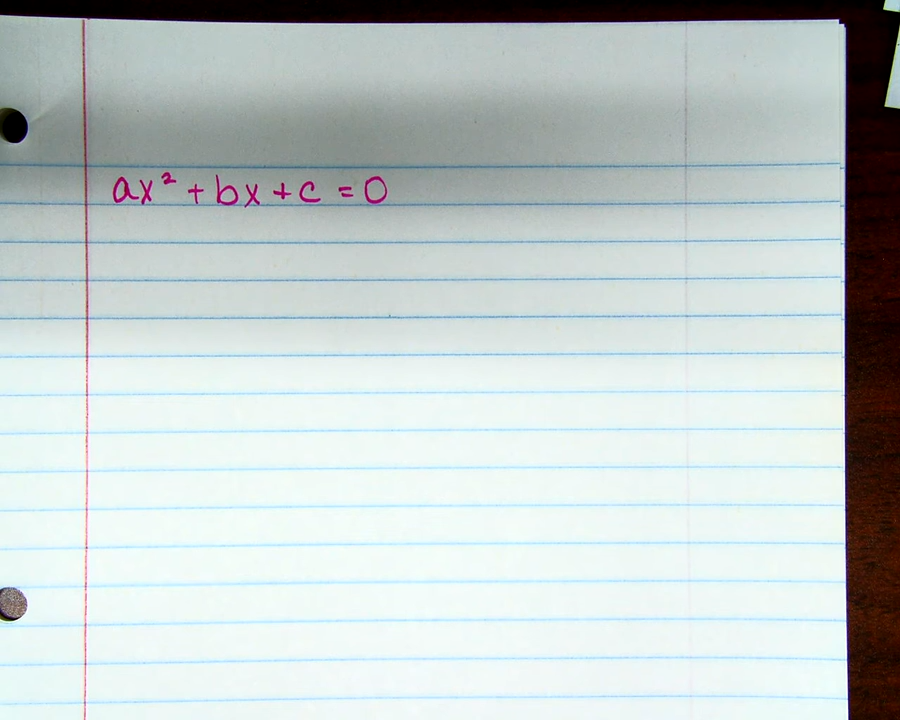 ax² + bx + c = 0